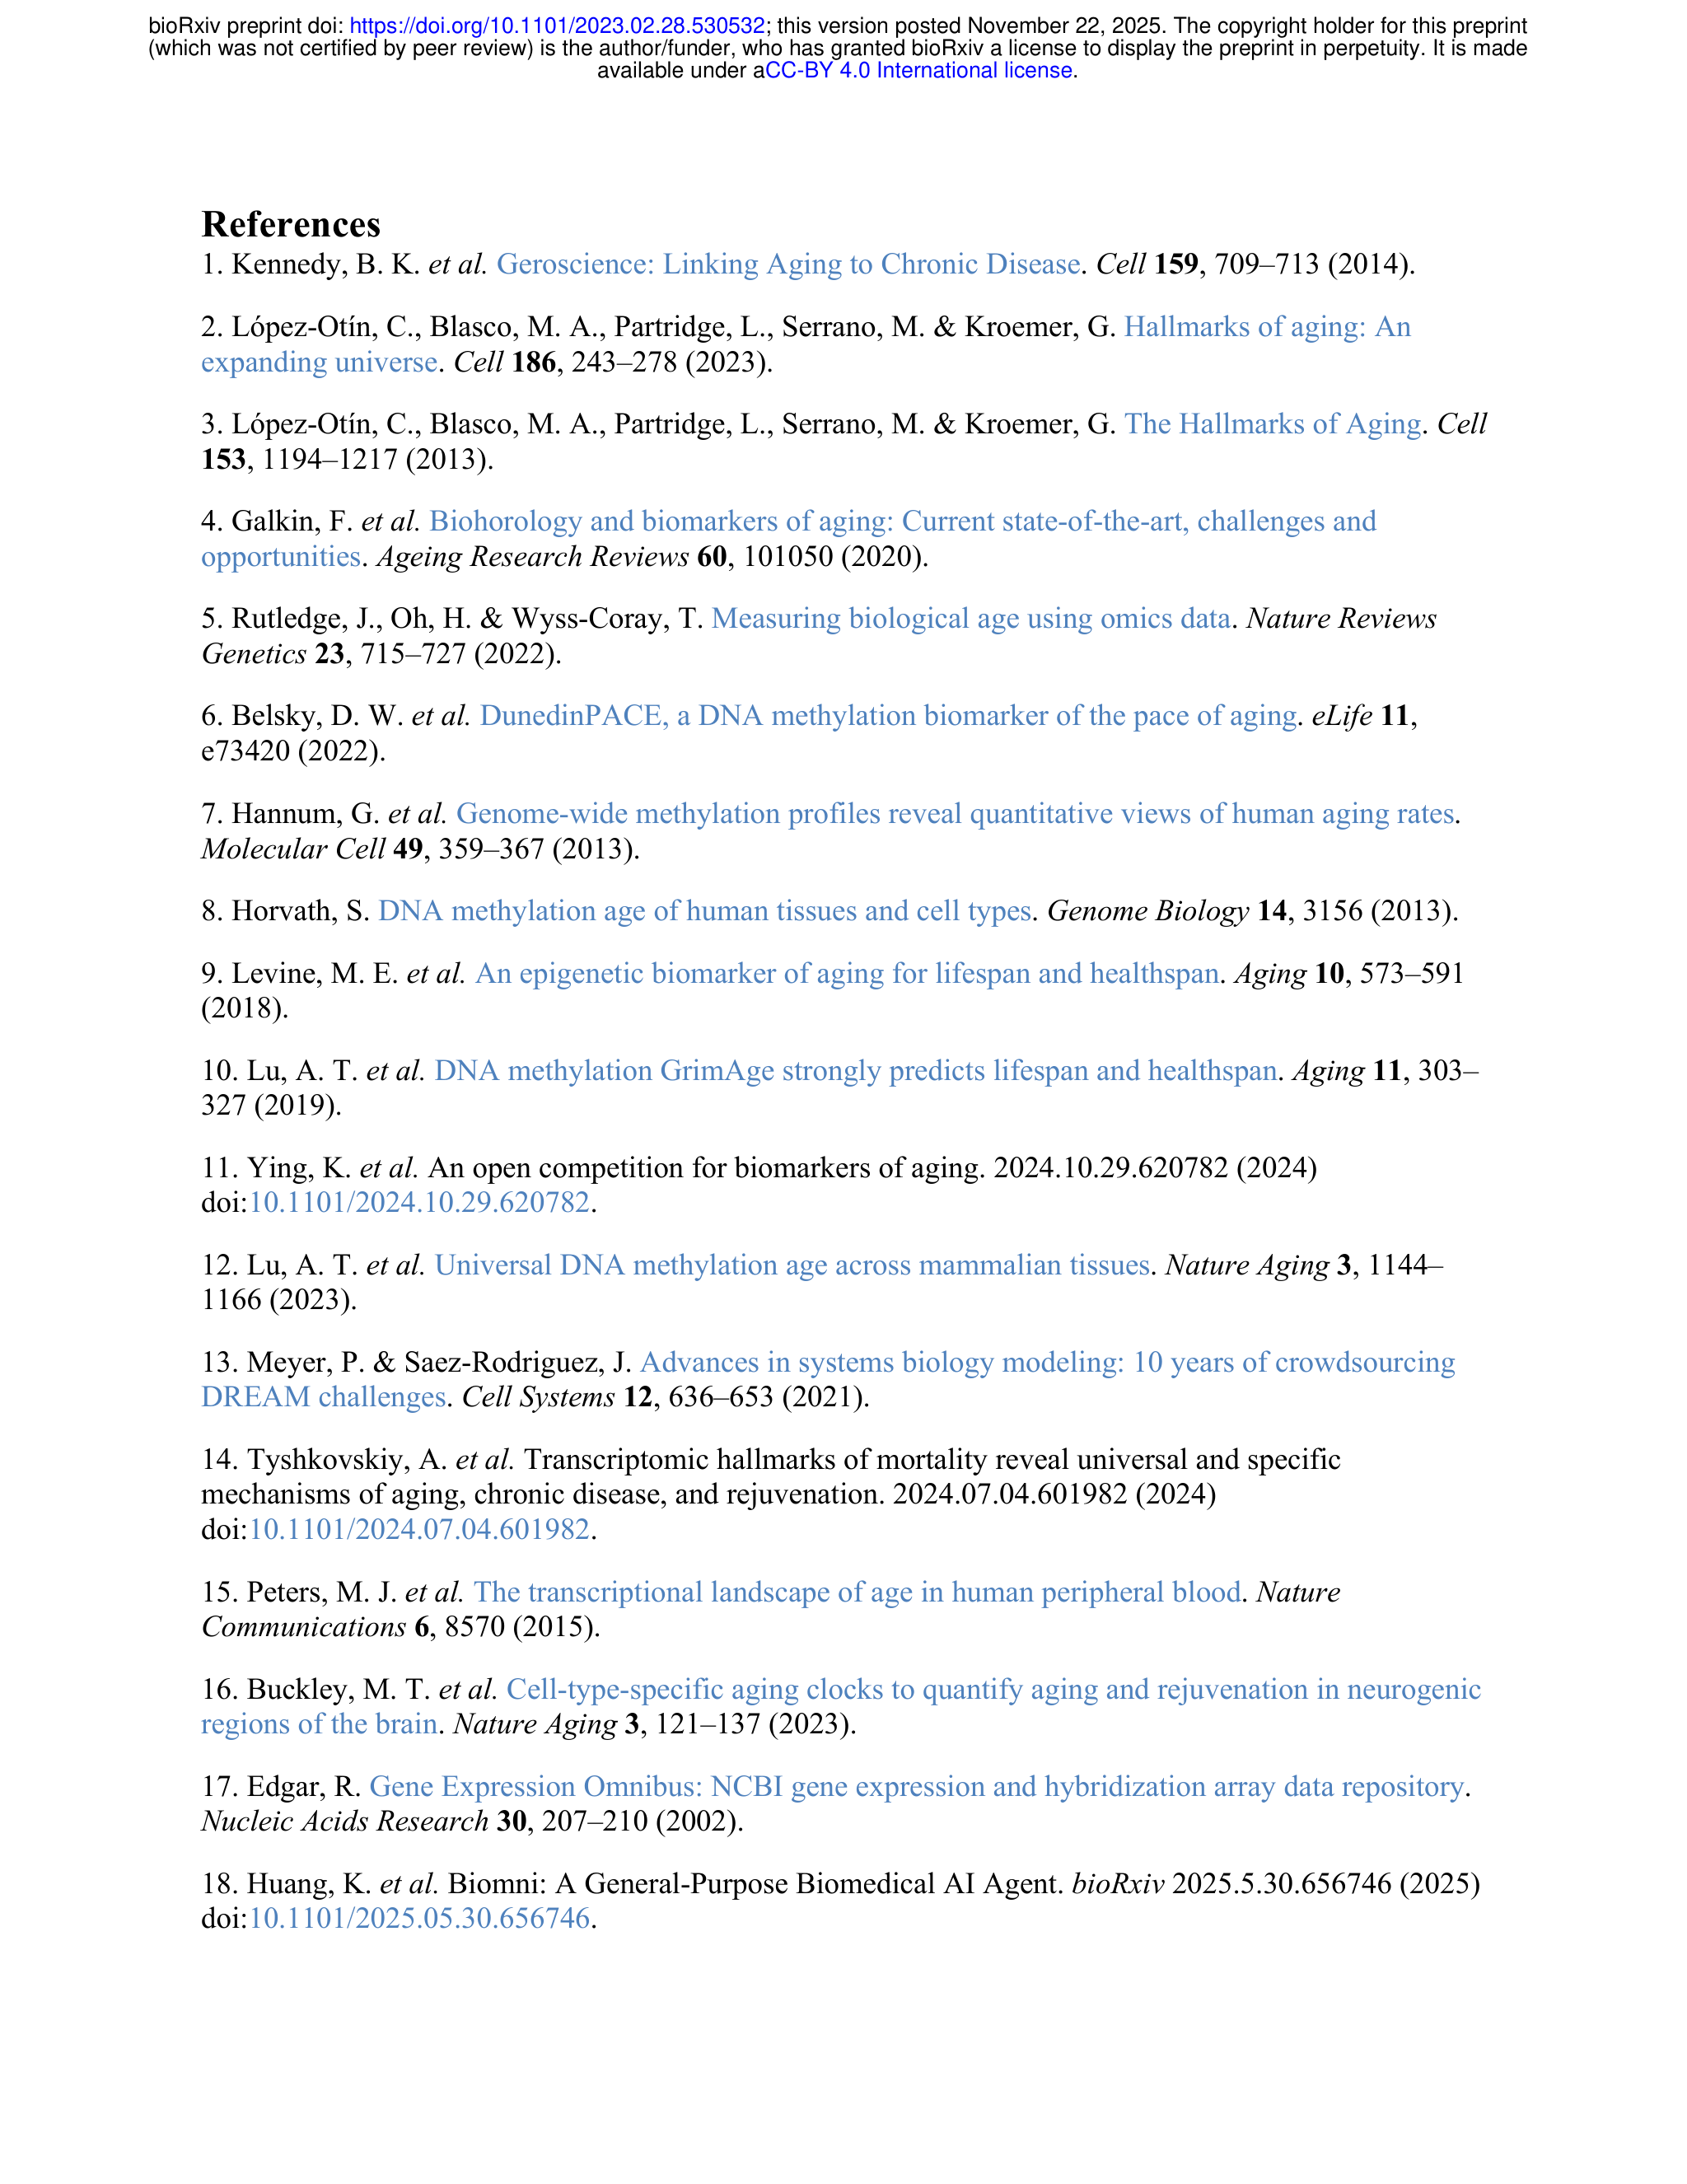 bioRxiv preprint doi: https://doi.org/10.1101/2023.02.28.530532; this version posted November 22, 2025. The copyright holder for this preprint
(which was not certified by peer review) is the author/funder, who has granted bioRxiv a license to display the preprint in perpetuity. It is made
available under aCC-BY 4.0 International license.
References
1. Kennedy, B. K. et al. Geroscience: Linking Aging to Chronic Disease. Cell 159, 709–713 (2014).
2. López-Otín, C., Blasco, M. A., Partridge, L., Serrano, M. & Kroemer, G. Hallmarks of aging: An
expanding universe. Cell 186, 243–278 (2023).
3. López-Otín, C., Blasco, M. A., Partridge, L., Serrano, M. & Kroemer, G. The Hallmarks of Aging. Cell
153, 1194–1217 (2013).
4. Galkin, F. et al. Biohorology and biomarkers of aging: Current state-of-the-art, challenges and
opportunities. Ageing Research Reviews 60, 101050 (2020).
5. Rutledge, J., Oh, H. & Wyss-Coray, T. Measuring biological age using omics data. Nature Reviews
Genetics 23, 715–727 (2022).
6. Belsky, D. W. et al. DunedinPACE, a DNA methylation biomarker of the pace of aging. eLife 11,
e73420 (2022).
7. Hannum, G. et al. Genome-wide methylation profiles reveal quantitative views of human aging rates.
Molecular Cell 49, 359–367 (2013).
8. Horvath, S. DNA methylation age of human tissues and cell types. Genome Biology 14, 3156 (2013).
9. Levine, M. E. et al. An epigenetic biomarker of aging for lifespan and healthspan. Aging 10, 573–591
(2018).
10. Lu, A. T. et al. DNA methylation GrimAge strongly predicts lifespan and healthspan. Aging 11, 303–
327 (2019).
11. Ying, K. et al. An open competition for biomarkers of aging. 2024.10.29.620782 (2024)
doi:10.1101/2024.10.29.620782.
12. Lu, A. T. et al. Universal DNA methylation age across mammalian tissues. Nature Aging 3, 1144–
1166 (2023).
13. Meyer, P. & Saez-Rodriguez, J. Advances in systems biology modeling: 10 years of crowdsourcing
DREAM challenges. Cell Systems 12, 636–653 (2021).
14. Tyshkovskiy, A. et al. Transcriptomic hallmarks of mortality reveal universal and specific
mechanisms of aging, chronic disease, and rejuvenation. 2024.07.04.601982 (2024)
doi:10.1101/2024.07.04.601982.
15. Peters, M. J. et al. The transcriptional landscape of age in human peripheral blood. Nature
Communications 6, 8570 (2015).
16. Buckley, M. T. et al. Cell-type-specific aging clocks to quantify aging and rejuvenation in neurogenic
regions of the brain. Nature Aging 3, 121–137 (2023).
17. Edgar, R. Gene Expression Omnibus: NCBI gene expression and hybridization array data repository.
Nucleic Acids Research 30, 207–210 (2002).
18. Huang, K. et al. Biomni: A General-Purpose Biomedical AI Agent. bioRxiv 2025.5.30.656746 (2025)
doi:10.1101/2025.05.30.656746.